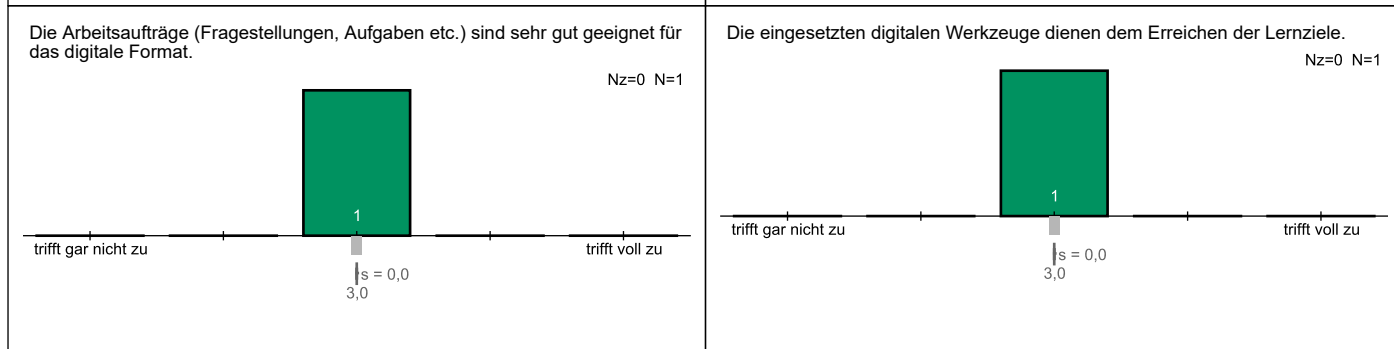 Die Arbeitsaufträge (Fragestellungen, Aufgaben etc.) sind sehr gut geeignet für
das digitale Format.
Nz=0 N=1
1
trifft gar nicht zu
trifft voll zu
s = 0,0
3,0
Die eingesetzten digitalen Werkzeuge dienen dem Erreichen der Lernziele.
Nz=0 N=1
1
trifft gar nicht zu
trifft voll zu
s = 0,0
3,0